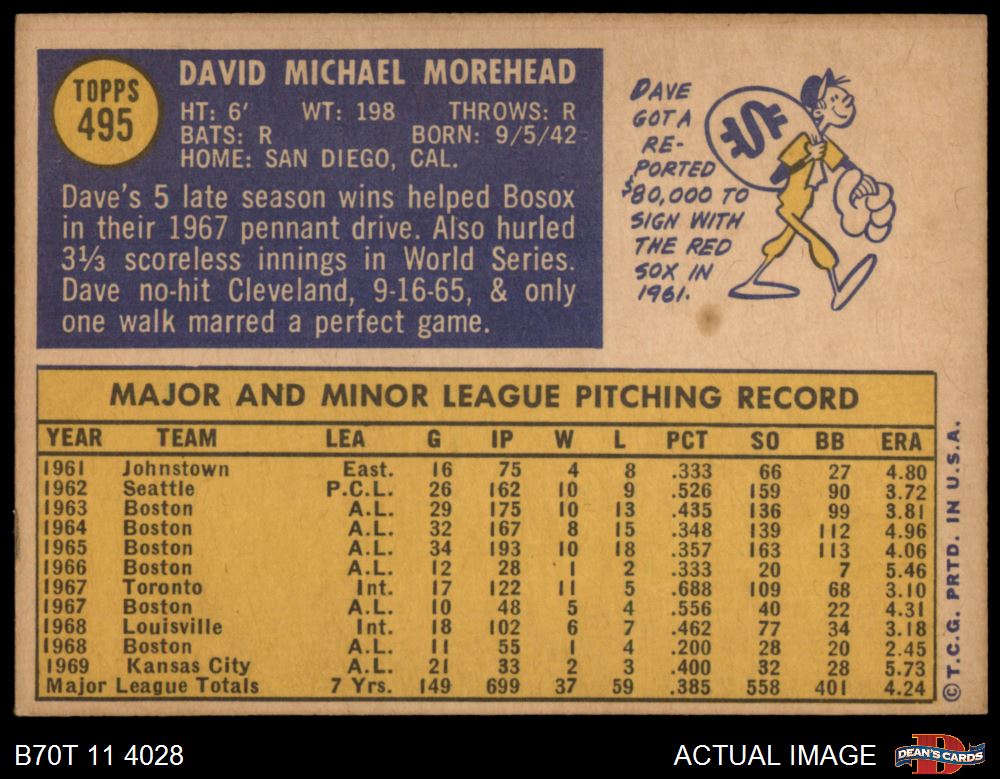 TOPPS
495
DAVID MICHAEL MOREHEAD
HT: 6' WT: 198 THROWS: R
BATS: R BORN: 9/5/42
HOME: SAN DIEGO, CAL.
Dave's 5 late season wins helped Bosox
in their 1967 pennant drive. Also hurled
3⅓ scoreless innings in World Series.
Dave no-hit Cleveland, 9-16-65, & only
one walk marred a perfect game.
DAVE
GOT A
RE-
PORTED
$80,000 TO
SIGN WITH
THE RED
SOX IN
1961.
$
MAJOR AND MINOR LEAGUE PITCHING RECORD
YEAR TEAM LEA G IP W L PCT SO BB ERA
1961 Johnstown East. 16 75 4 8 .333 66 27 4.80
1962 Seattle P.C.L. 26 162 10 9 .526 159 90 3.72
1963 Boston A.L. 29 175 10 13 .435 136 99 3.81
1964 Boston A.L. 32 167 8 15 .348 139 112 4.96
1965 Boston A.L. 34 193 10 18 .357 163 113 4.06
1966 Boston A.L. 12 28 1 2 .333 20 7 5.46
1967 Toronto Int. 17 122 11 5 .688 109 68 3.10
1967 Boston A.L. 10 48 5 4 .556 40 22 4.31
1968 Louisville Int. 18 102 6 7 .462 77 34 3.18
1968 Boston A.L. 11 55 1 4 .200 28 20 2.45
1969 Kansas City A.L. 21 33 2 3 .400 32 28 5.73
Major League Totals 7 Yrs. 149 699 37 59 .385 558 401 4.24
© T.C.G. PRTD. IN U.S.A.
B70T 11 4028
ACTUAL IMAGE
D
DEAN'S CARDS